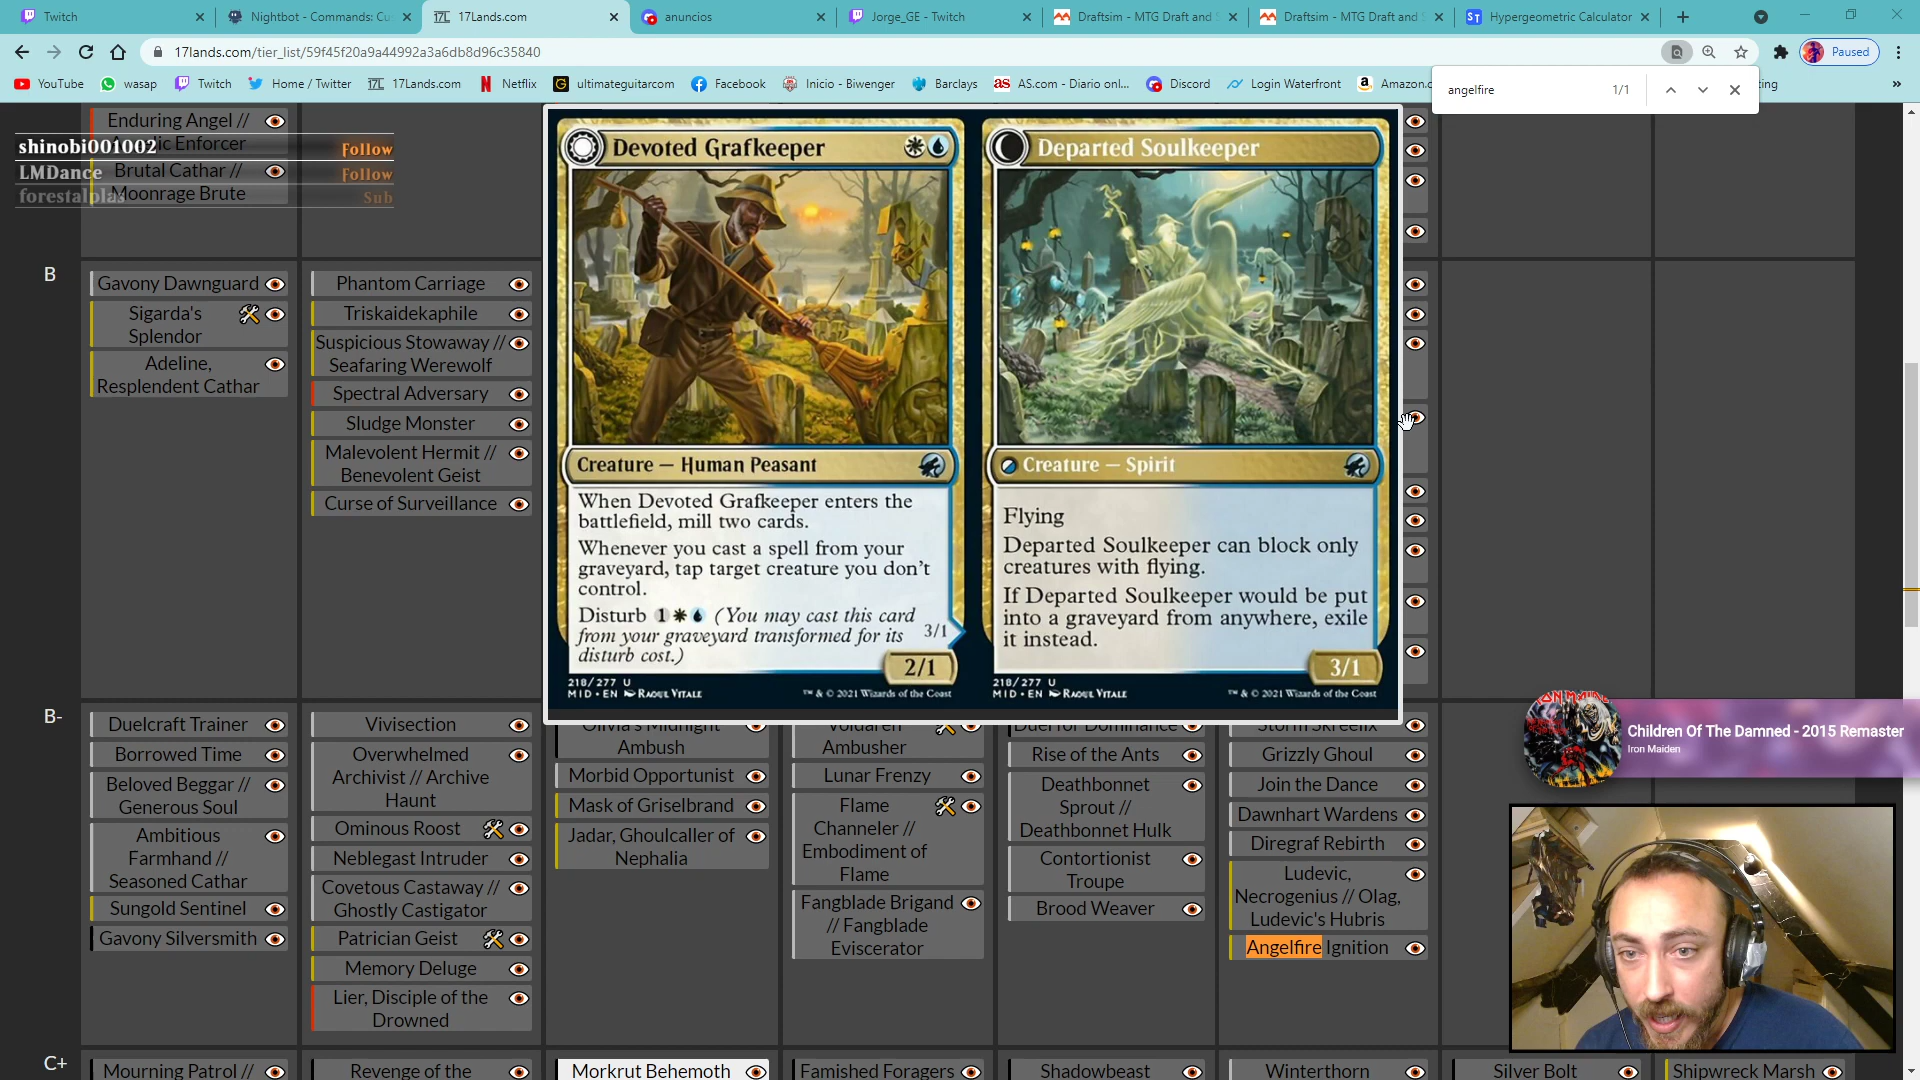 Twitch
Nightbot - Commands: Cu
17Lands.com
anuncios
Jorge_GE - Twitch
Draftsim - MTG Draft and
Draftsim - MTG Draft and
Hypergeometric Calculator
17lands.com/tier_list/59f45f20a9a44992a3a6db8d96c35840
Paused
YouTube
wasap
Twitch
Home / Twitter
17Lands.com
Netflix
ultimateguitarcom
Facebook
Inicio - Biwenger
Barclays
AS.com - Diario onl...
Discord
Login Waterfront
Amazon.c
angelfire
1/1
Enduring Angel //
ic Enforcer
Brutal Cathar //
Moonrage Brute
shinobi001002 Follow
LMDance Follow
forestalplas Sub
B
Gavony Dawnguard
Sigarda's
Splendor
Adeline,
Resplendent Cathar
Phantom Carriage
Triskaidekaphile
Suspicious Stowaway //
Seafaring Werewolf
Spectral Adversary
Sludge Monster
Malevolent Hermit //
Benevolent Geist
Curse of Surveillance
Devoted Grafkeeper
Creature — Human Peasant
When Devoted Grafkeeper enters the
battlefield, mill two cards.
Whenever you cast a spell from your
graveyard, tap target creature you don't
control.
Disturb 1 (You may cast this card
from your graveyard transformed for its
disturb cost.)
3/1
2/1
218/277 U
MID • EN Raoul Vitale
™ & © 2021 Wizards of the Coast
Departed Soulkeeper
Creature — Spirit
Flying
Departed Soulkeeper can block only
creatures with flying.
If Departed Soulkeeper would be put
into a graveyard from anywhere, exile
it instead.
3/1
218/277 U
MID • EN Raoul Vitale
™ & © 2021 Wizards of the Coast
B-
Duelcraft Trainer
Borrowed Time
Beloved Beggar //
Generous Soul
Ambitious
Farmhand //
Seasoned Cathar
Sungold Sentinel
Gavony Silversmith
Vivisection
Overwhelmed
Archivist // Archive
Haunt
Ominous Roost
Neblegast Intruder
Covetous Castaway //
Ghostly Castigator
Patrician Geist
Memory Deluge
Lier, Disciple of the
Drowned
Olivia's Midnight
Ambush
Morbid Opportunist
Mask of Griselbrand
Jadar, Ghoulcaller of
Nephalia
Voldaren
Ambusher
Lunar Frenzy
Flame
Channeler //
Embodiment of
Flame
Fangblade Brigand
// Fangblade
Eviscerator
Duel for Dominance
Rise of the Ants
Deathbonnet
Sprout //
Deathbonnet Hulk
Contortionist
Troupe
Brood Weaver
Storm Skreelix
Grizzly Ghoul
Join the Dance
Dawnhart Wardens
Diregraf Rebirth
Ludevic,
Necrogenius // Olag,
Ludevic's Hubris
Angelfire Ignition
Children Of The Damned - 2015 Remaster
Iron Maiden
C+
Mourning Patrol //
Revenge of the
Morkrut Behemoth
Famished Foragers
Shadowbeast
Winterthorn
Silver Bolt
Shipwreck Marsh